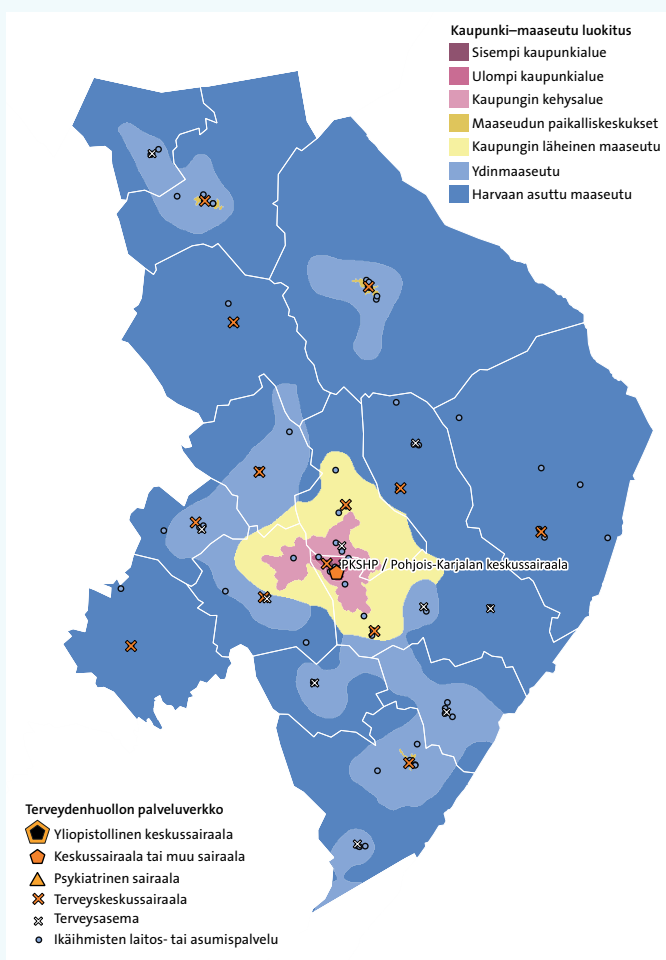 Kaupunki–maaseutu luokitus
Sisempi kaupunkialue
Ulompi kaupunkialue
Kaupungin kehysalue
Maaseudun paikalliskeskukset
Kaupungin läheinen maaseutu
Ydinmaaseutu
Harvaan asuttu maaseutu
PKSHP / Pohjois-Karjalan keskussairaala
Terveydenhuollon palveluverkko
Yliopistollinen keskussairaala
Keskussairaala tai muu sairaala
Psykiatrinen sairaala
Terveyskeskussairaala
Terveysasema
Ikäihmisten laitos- tai asumispalvelu